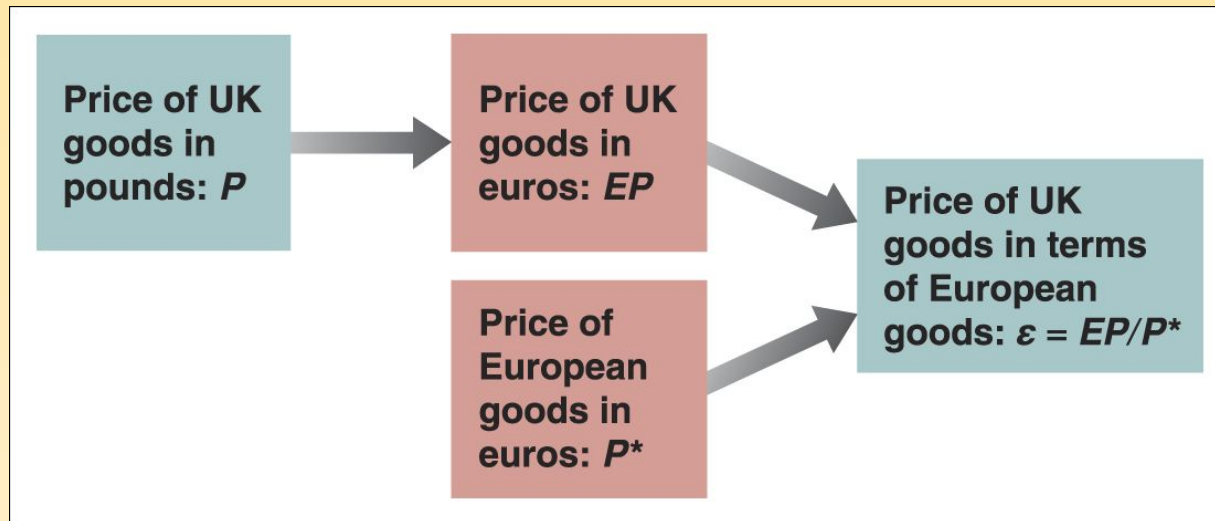 Price of UK
goods in
pounds: P
Price of UK
goods in
euros: EP
Price of
European
goods in
euros: P*
Price of UK
goods in terms
of European
goods: ε = EP/P*